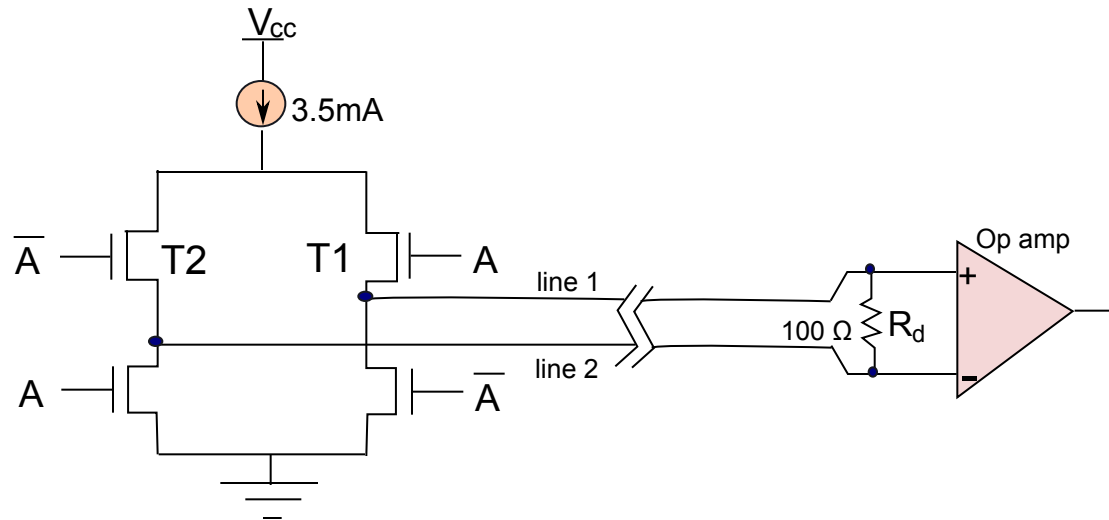 Vcc
3.5mA
A̅
T2
T1
A
Op amp
line 1
+
100 Ω
Rd
line 2
-
A
A̅